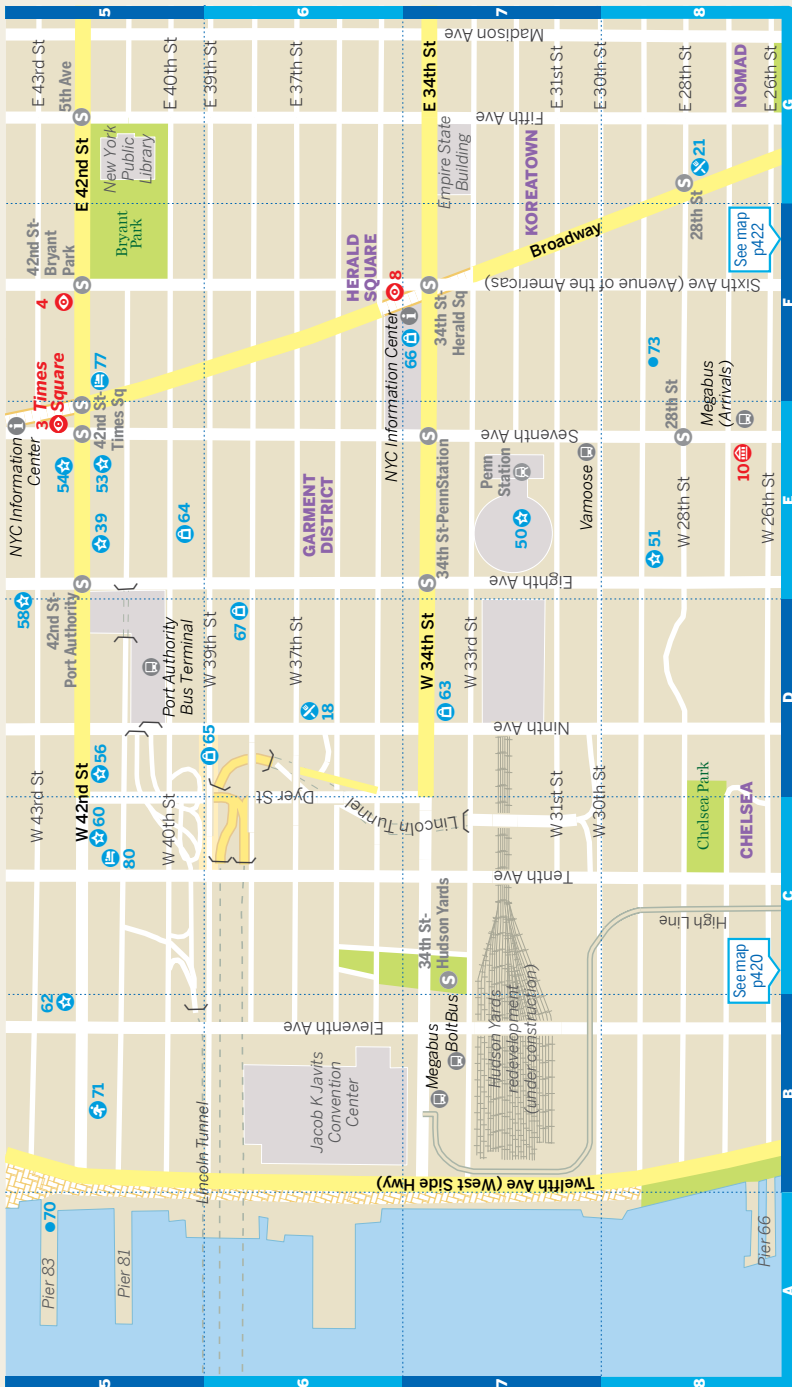 5
6
7
8
E 43rd St
5th Ave
E 42nd St
E 40th St
E 39th St
E 37th St
E 34th St
Madison Ave
E 31st St
E 30th St
E 28th St
NOMAD
E 26th St
G
Fifth Ave
New York
Public
Library
Empire State
Building
KOREATOWN
21
28th St
42nd St-
Bryant
Park
Bryant
Park
HERALD
SQUARE
Broadway
See map
p422
F
Sixth Ave (Avenue of the Americas)
4
8
34th St-
Herald Sq
66
NYC Information Center
73
77
3 Times
Square
42nd St-
Times Sq
NYC Information
Center
54
53
39
64
GARMENT
DISTRICT
34th St-PennStation
Penn
Station
50
Seventh Ave
Vamoose
28th St
Megabus
(Arrivals)
10
51
W 28th St
W 26th St
E
Eighth Ave
58
42nd St-
Port Authority
Port Authority
Bus Terminal
W 39th St
67
W 37th St
18
W 34th St
63
W 33rd St
D
Ninth Ave
65
56
W 43rd St
W 42nd St
60
80
W 40th St
Dyer St
Lincoln Tunnel
W 31st St
W 30th St
Chelsea Park
CHELSEA
Tenth Ave
C
34th St-
Hudson Yards
High Line
See map
p420
62
Eleventh Ave
71
Lincoln Tunnel
Jacob K Javits
Convention
Center
Megabus
BoltBus
Hudson Yards
redevelopment
(under construction)
B
Twelfth Ave (West Side Hwy)
70
Pier 83
Pier 81
Pier 66
A
5
6
7
8